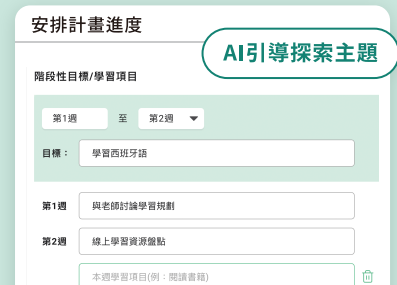 安排計畫進度
AI引導探索主題
階段性目標/學習項目
第1週 至 第2週
目標： 學習西班牙語
第1週 與老師討論學習規劃
第2週 線上學習資源盤點
本週學習項目(例：閱讀書籍)